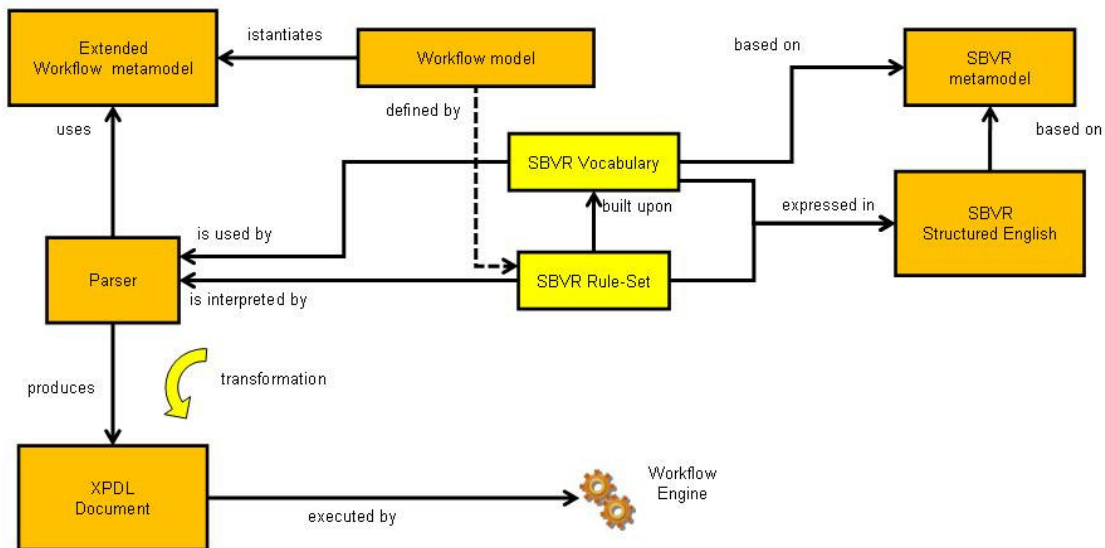 Extended
Workflow metamodel
istantiates
Workflow model
based on
SBVR
metamodel
defined by
uses
based on
SBVR Vocabulary
built upon
expressed in
SBVR
Structured English
is used by
Parser
SBVR Rule-Set
is interpreted by
produces
transformation
XPDL
Document
executed by
Workflow
Engine